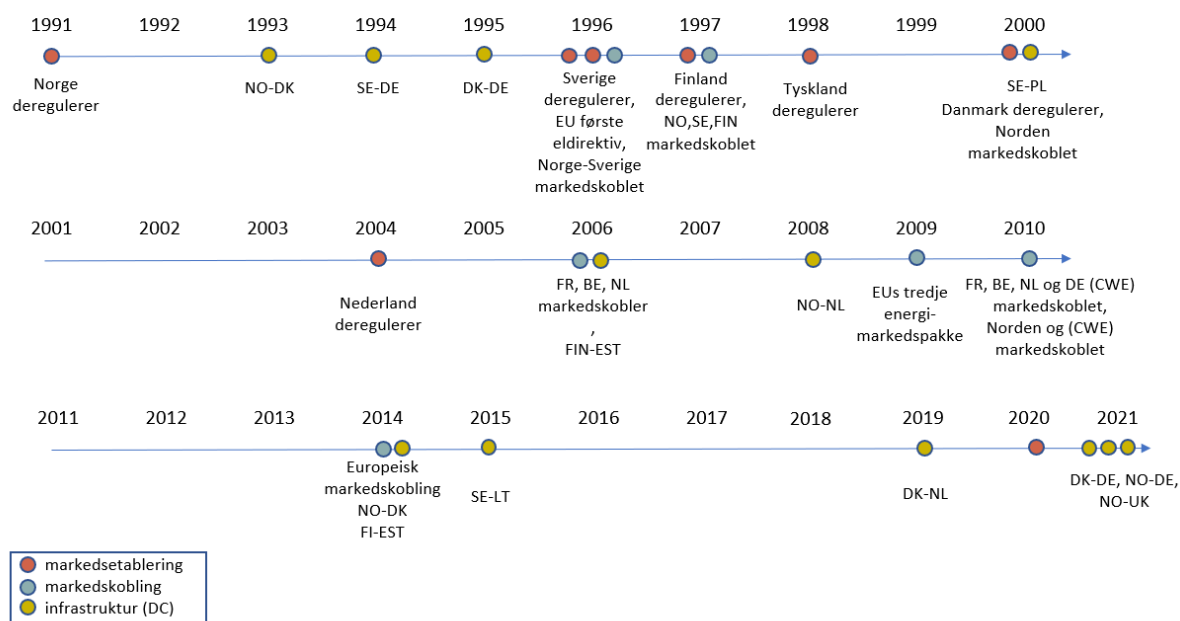 1991 1992 1993 1994 1995 1996 1997 1998 1999 2000
Norge
deregulerer
NO-DK
SE-DE
DK-DE
Sverige
deregulerer,
EU første
eldirektiv,
Norge-Sverige
markedskoblet
Finland
deregulerer,
NO,SE,FIN
markedskoblet
Tyskland
deregulerer
SE-PL
Danmark deregulerer,
Norden
markedskoblet
2001 2002 2003 2004 2005 2006 2007 2008 2009 2010
Nederland
deregulerer
FR, BE, NL
markedskobler
,
FIN-EST
NO-NL
EUs tredje
energi-
markedspakke
FR, BE, NL og DE (CWE)
markedskoblet,
Norden og (CWE)
markedskoblet
2011 2012 2013 2014 2015 2016 2017 2018 2019 2020 2021
Europeisk
markedskobling
NO-DK
FI-EST
SE-LT
DK-NL
DK-DE, NO-DE,
NO-UK
markedsetablering
markedskobling
infrastruktur (DC)